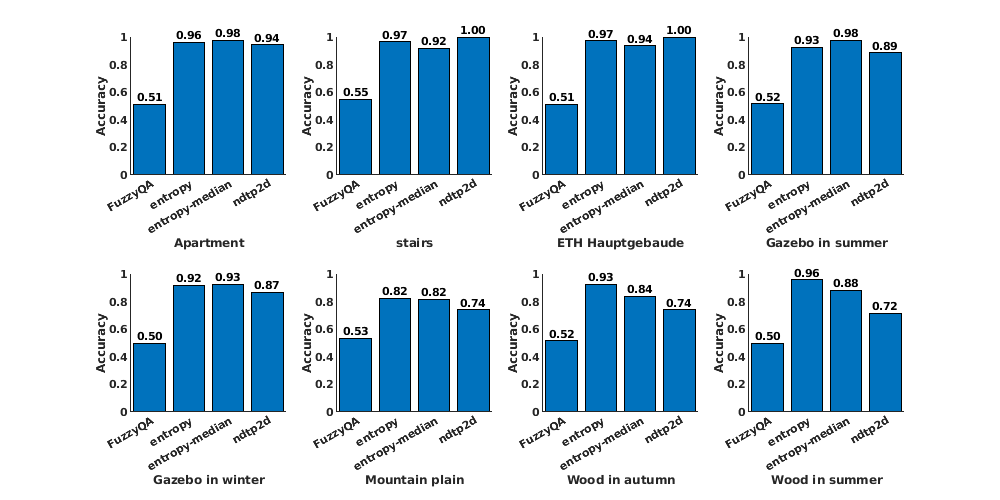 Accuracy
1
0.8
0.6
0.4
0.2
0
0.51
0.96
0.98
0.94
FuzzyQA
entropy
entropy-median
ndtp2d
Apartment
Accuracy
1
0.8
0.6
0.4
0.2
0
0.55
0.97
0.92
1.00
FuzzyQA
entropy
entropy-median
ndtp2d
stairs
Accuracy
1
0.8
0.6
0.4
0.2
0
0.51
0.97
0.94
1.00
FuzzyQA
entropy
entropy-median
ndtp2d
ETH Hauptgebaude
Accuracy
1
0.8
0.6
0.4
0.2
0
0.52
0.93
0.98
0.89
FuzzyQA
entropy
entropy-median
ndtp2d
Gazebo in summer
Accuracy
1
0.8
0.6
0.4
0.2
0
0.50
0.92
0.93
0.87
FuzzyQA
entropy
entropy-median
ndtp2d
Gazebo in winter
Accuracy
1
0.8
0.6
0.4
0.2
0
0.53
0.82
0.82
0.74
FuzzyQA
entropy
entropy-median
ndtp2d
Mountain plain
Accuracy
1
0.8
0.6
0.4
0.2
0
0.52
0.93
0.84
0.74
FuzzyQA
entropy
entropy-median
ndtp2d
Wood in autumn
Accuracy
1
0.8
0.6
0.4
0.2
0
0.50
0.96
0.88
0.72
FuzzyQA
entropy
entropy-median
ndtp2d
Wood in summer